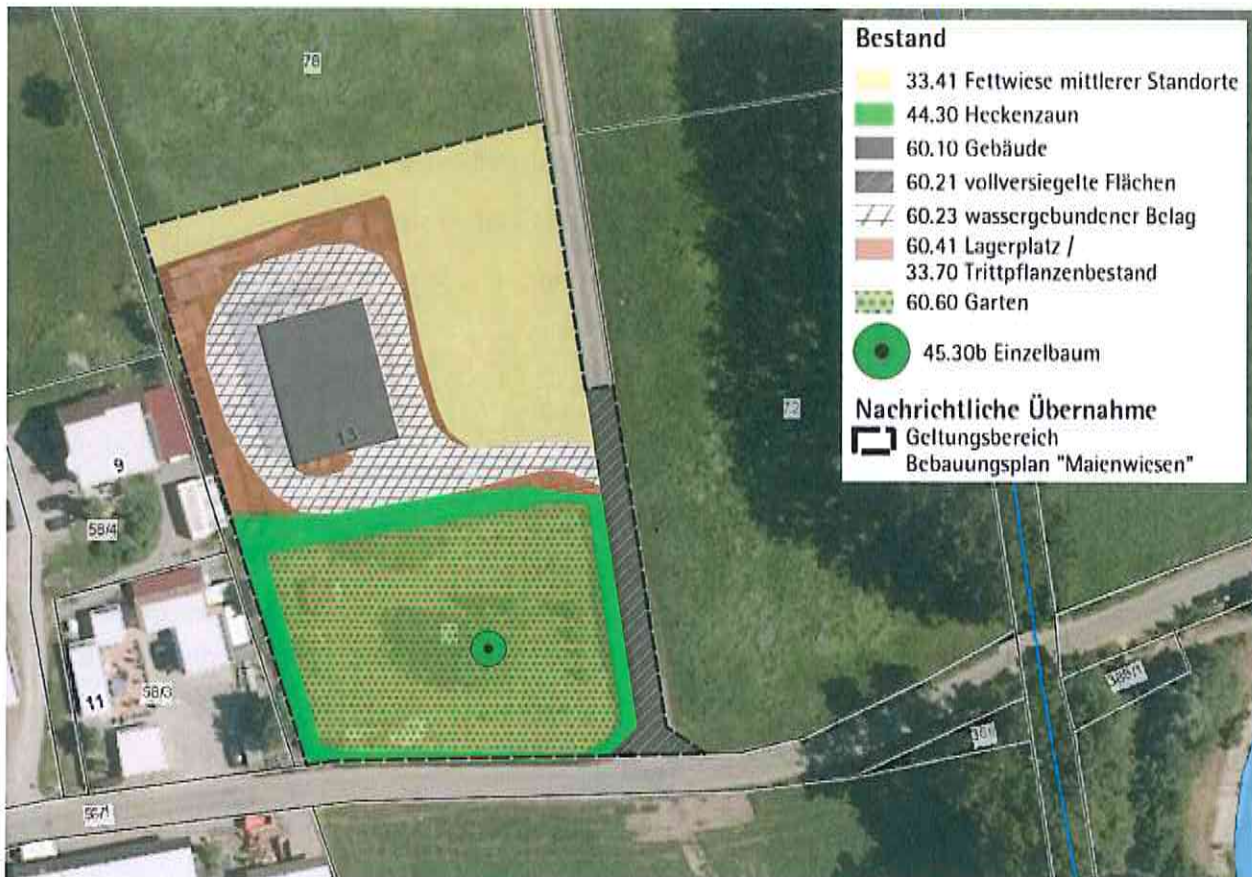 Bestand
33.41 Fettwiese mittlerer Standorte
44.30 Heckenzaun
60.10 Gebäude
60.21 vollversiegelte Flächen
60.23 wassergebundener Belag
60.41 Lagerplatz /
33.70 Trittpflanzenbestand
60.60 Garten
45.30b Einzelbaum
Nachrichtliche Übernahme
Geltungsbereich
Bebauungsplan "Maienwiesen"
78
72
13
9
58/4
11
58/3